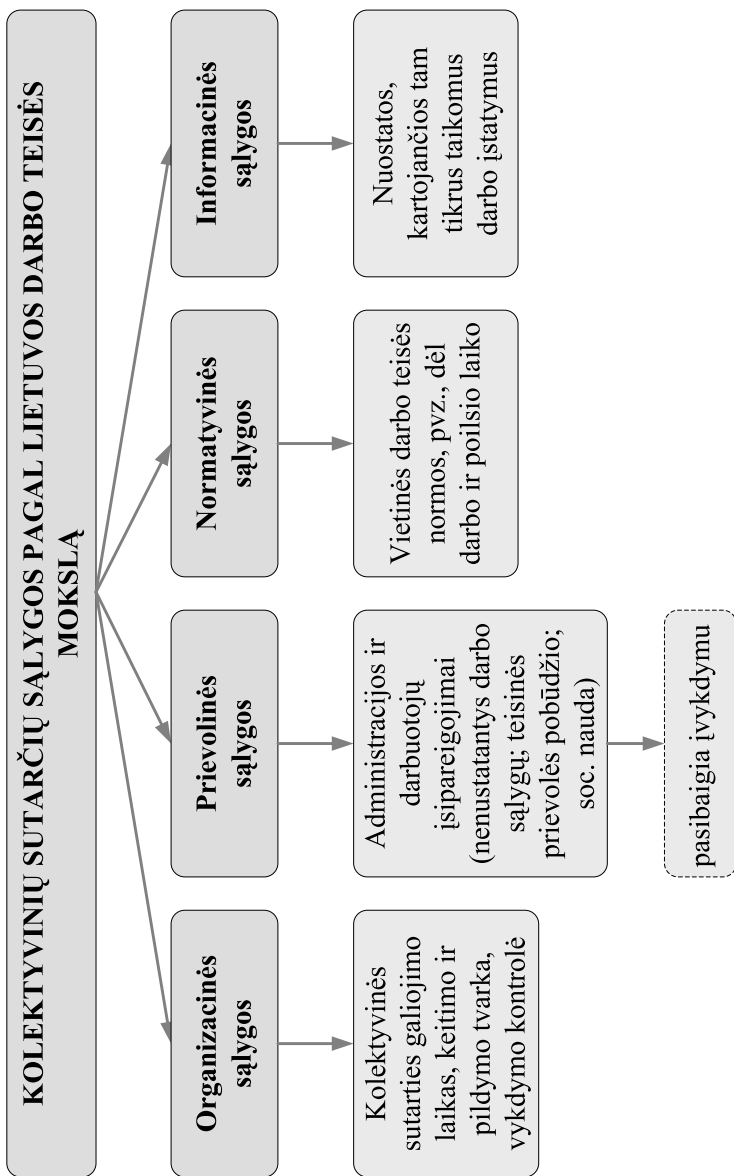 KOLEKTYVINIŲ SUTARČIŲ SĄLYGOS PAGAL LIETUVOS DARBO TEISĖS
MOKSLĄ
Organizacinės
sąlygos
Kolektyvinės
sutarties galiojimo
laikas, keitimo ir
pildymo tvarka,
vykdymo kontrolė
Prievolinės
sąlygos
Administracijos ir
darbuotojų
įsipareigojimai
(nenustatantys darbo
sąlygų; teisinės
prievolės pobūdžio;
soc. nauda)
pasibaigia įvykdymu
Normatyvinės
sąlygos
Vietinės darbo teisės
normos, pvz., dėl
darbo ir poilsio laiko
Informacinės
sąlygos
Nuostatos,
kartojančios tam
tikrus taikomus
darbo įstatymus